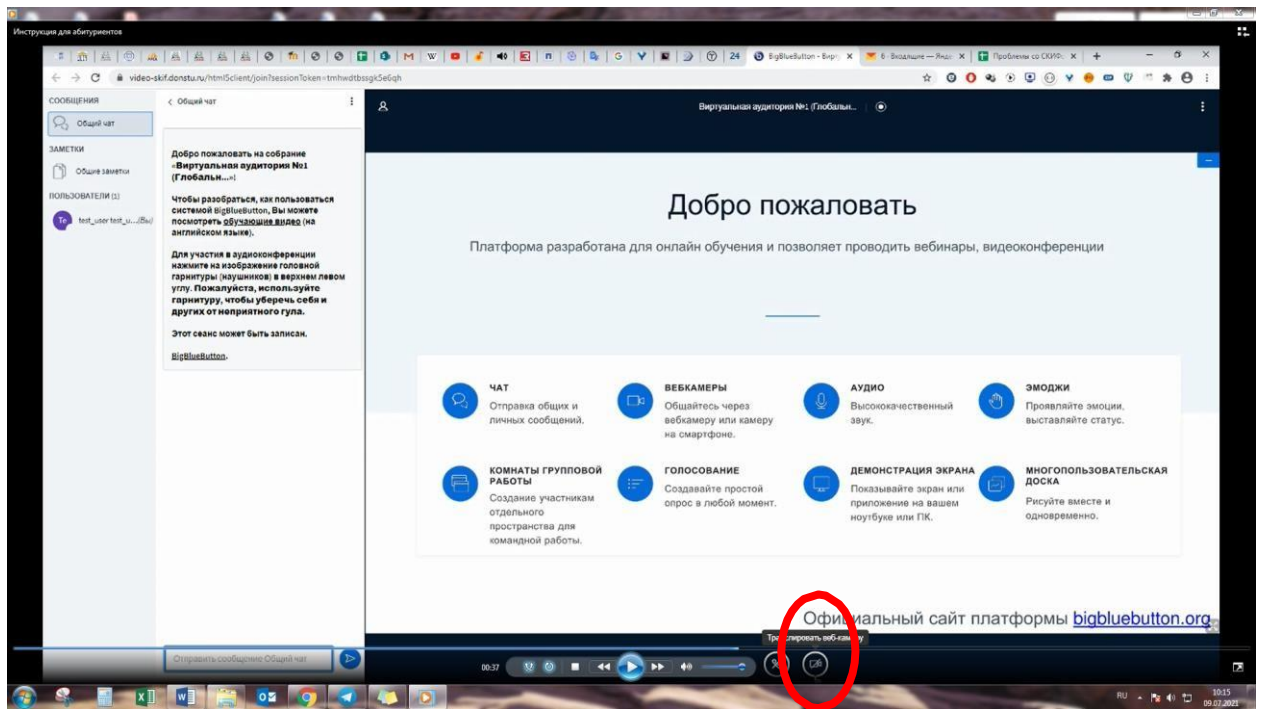 Инструкция для абитуриентов
24
BigBlueButton - Вирт
6 · Входящие — Янде
Проблемы со СКИФ
video-skif.donstu.ru/html5client/join?sessionToken=tmhwdtbssgk5e6qh
СООБЩЕНИЯ
Общий чат
ЗАМЕТКИ
Общие заметки
ПОЛЬЗОВАТЕЛИ (1)
Te
test_user test_u... (Вы)
Общий чат
Добро пожаловать на собрание
«Виртуальная аудитория №1
(Глобальн...»!
Чтобы разобраться, как пользоваться
системой BigBlueButton, Вы можете
посмотреть обучающие видео (на
английском языке).
Для участия в аудиоконференции
нажмите на изображение головной
гарнитуры (наушников) в верхнем левом
углу. Пожалуйста, используйте
гарнитуру, чтобы уберечь себя и
других от неприятного гула.
Этот сеанс может быть записан.
BigBlueButton.
Отправить сообщение Общий чат
Виртуальная аудитория №1 (Глобальн...
Добро пожаловать
Платформа разработана для онлайн обучения и позволяет проводить вебинары, видеоконференции
ЧАТ
Отправка общих и
личных сообщений.
ВЕБКАМЕРЫ
Общайтесь через
вебкамеру или камеру
на смартфоне.
АУДИО
Высококачественный
звук.
ЭМОДЖИ
Проявляйте эмоции,
выставляйте статус.
КОМНАТЫ ГРУППОВОЙ
РАБОТЫ
Создание участникам
отдельного
пространства для
командной работы.
ГОЛОСОВАНИЕ
Создавайте простой
опрос в любой момент.
ДЕМОНСТРАЦИЯ ЭКРАНА
Показывайте экран или
приложение на вашем
ноутбуке или ПК.
МНОГОПОЛЬЗОВАТЕЛЬСКАЯ
ДОСКА
Рисуйте вместе и
одновременно.
Официальный сайт платформы bigbluebutton.org
Транслировать веб-камеру
00:37
RU
10:15
09.07.2021